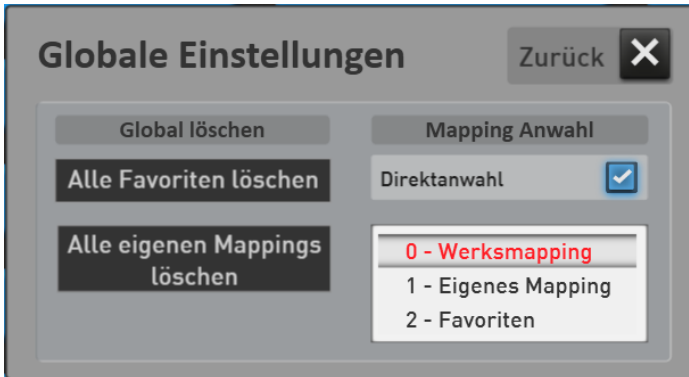 Globale Einstellungen
Zurück
Global löschen
Alle Favoriten löschen
Alle eigenen Mappings
löschen
Mapping Anwahl
Direktanwahl
0 - Werksmapping
1 - Eigenes Mapping
2 - Favoriten